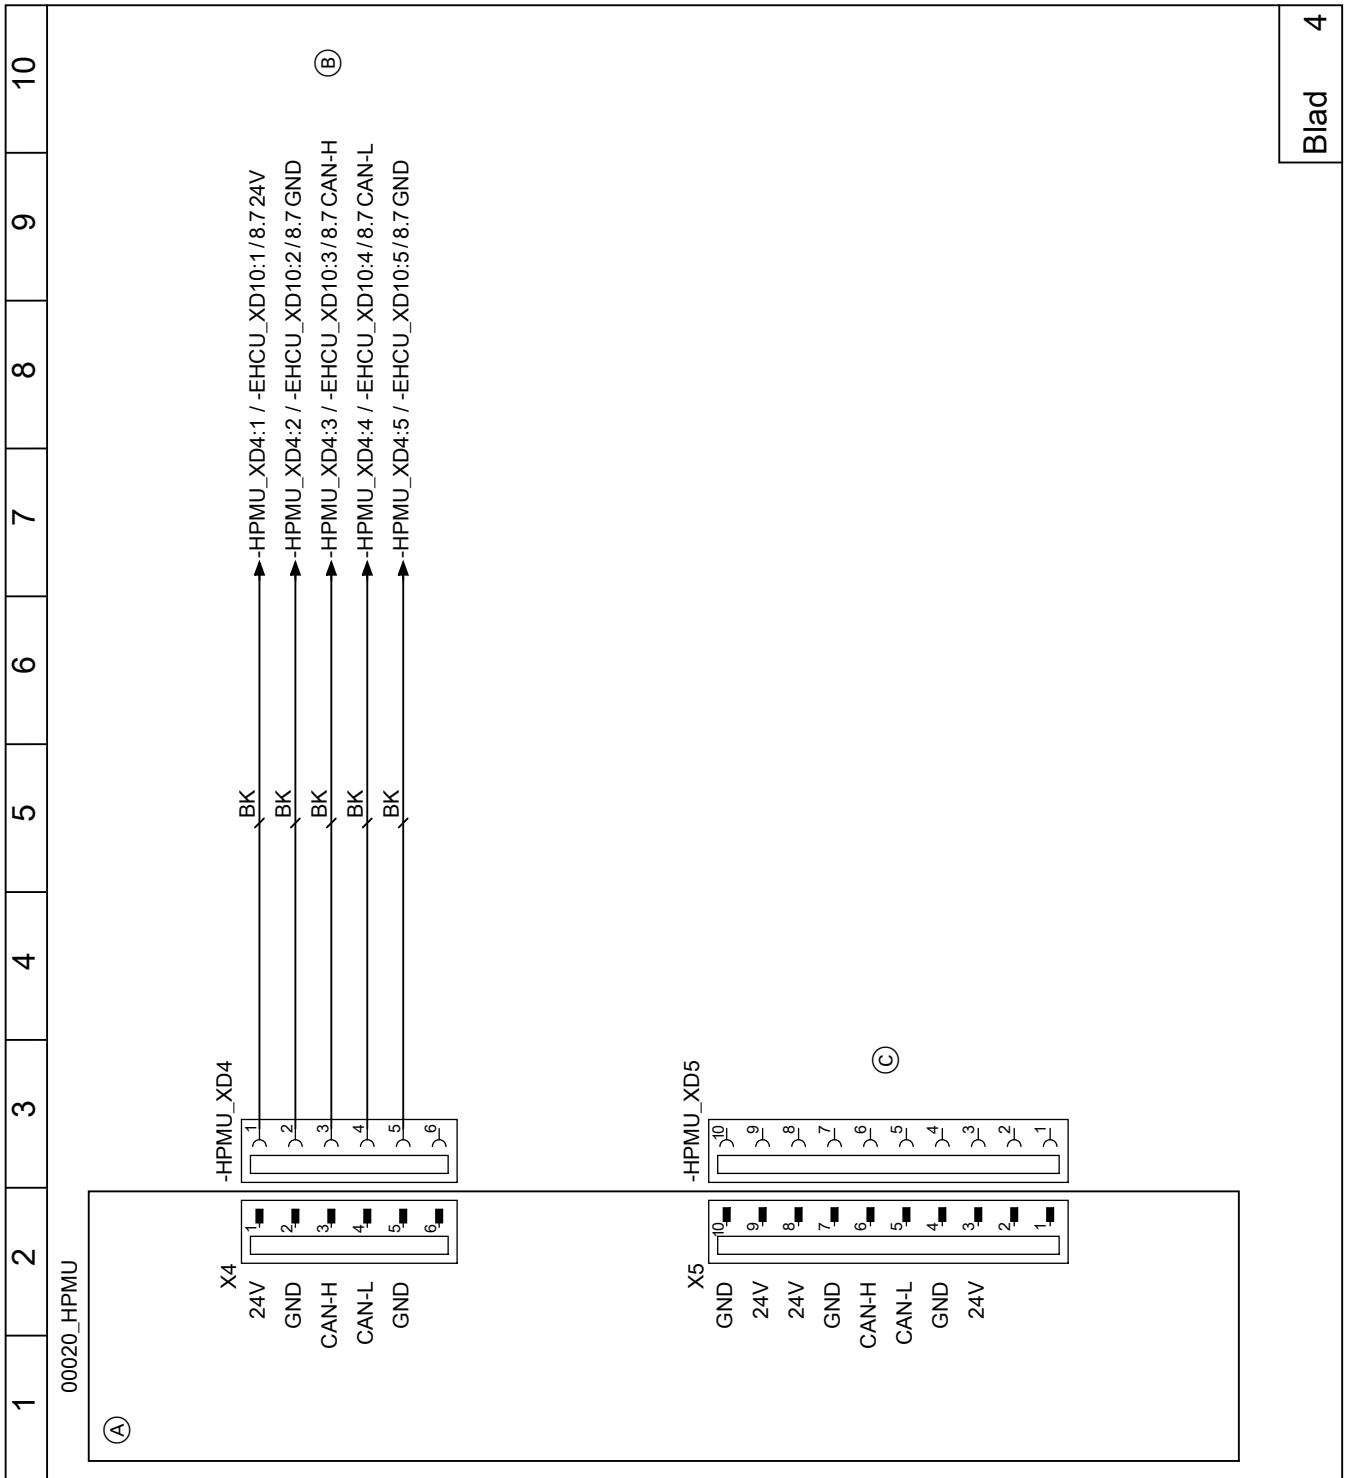 1 2 3 4 5 6 7 8 9 10
00020_HPMU
A
X4
24V
GND
CAN-H
CAN-L
GND
1
2
3
4
5
6
-HPMU_XD4
1
2
3
4
5
6
BK
BK
BK
BK
BK
-HPMU_XD4:1 / -EHCU_XD10:1 / 8.7 24V
-HPMU_XD4:2 / -EHCU_XD10:2 / 8.7 GND
-HPMU_XD4:3 / -EHCU_XD10:3 / 8.7 CAN-H
-HPMU_XD4:4 / -EHCU_XD10:4 / 8.7 CAN-L
-HPMU_XD4:5 / -EHCU_XD10:5 / 8.7 GND
B
X5
GND
24V
24V
GND
CAN-H
CAN-L
GND
24V
10
9
8
7
6
5
4
3
2
1
-HPMU_XD5
10
9
8
7
6
5
4
3
2
1
C
Blad 4